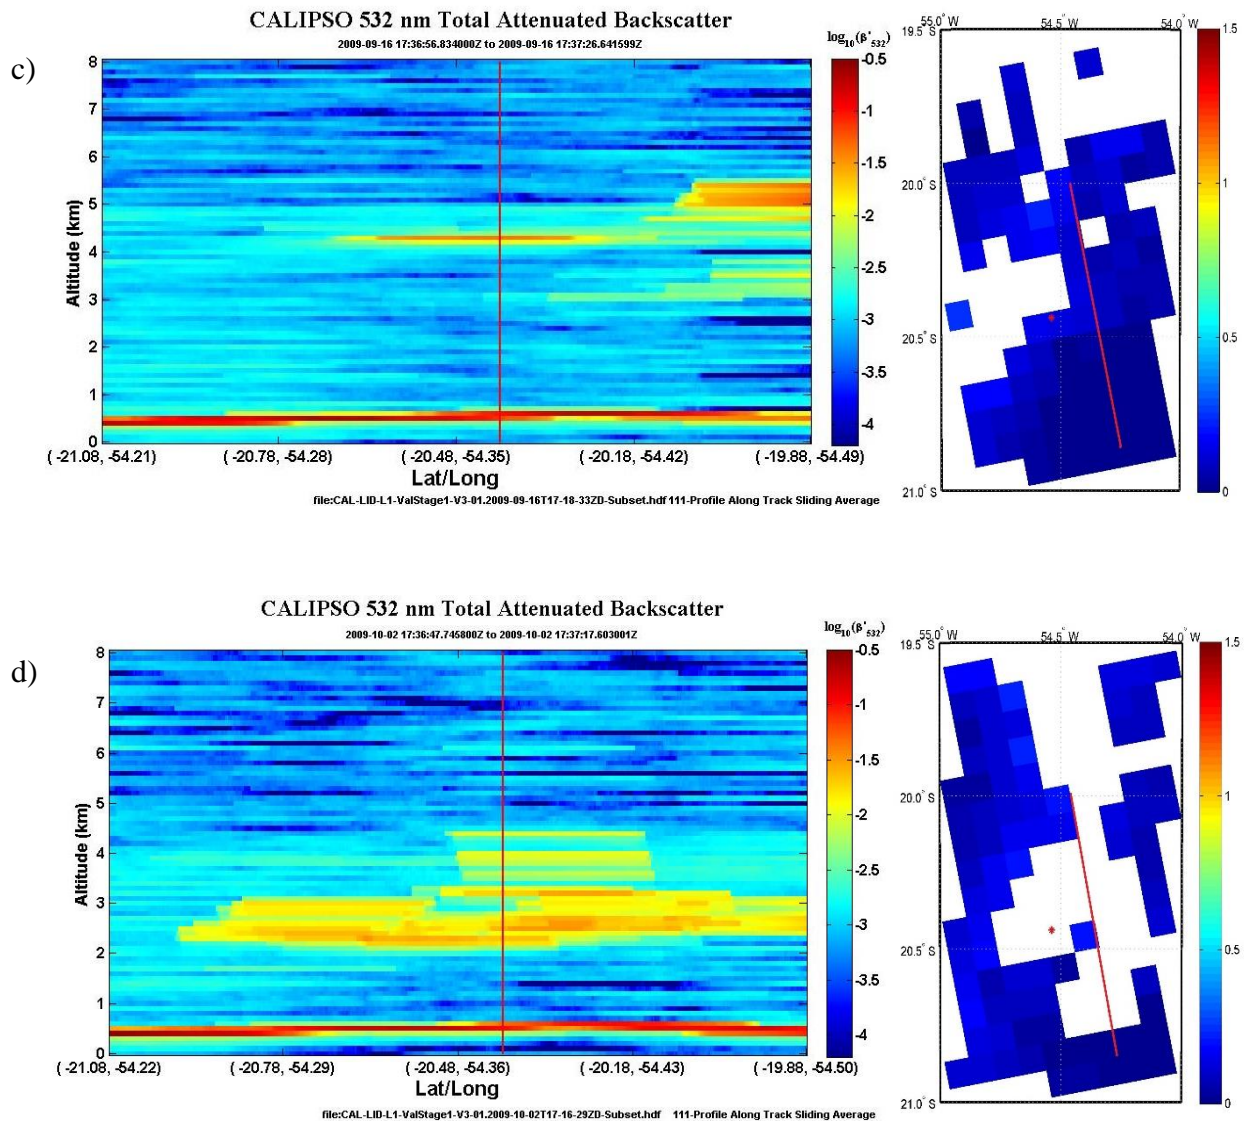 c)
CALIPSO 532 nm Total Attenuated Backscatter
2009-09-16 17:36:56.834000Z to 2009-09-16 17:37:26.641599Z
log10(β'532)
Altitude (km)
8
7
6
5
4
3
2
1
0
( -21.08, -54.21)
( -20.78, -54.28)
( -20.48, -54.35)
( -20.18, -54.42)
( -19.88, -54.49)
Lat/Long
file:CAL-LID-L1-ValStage1-V3-01.2009-09-16T17-18-33ZD-Subset.hdf 111-Profile Along Track Sliding Average
-0.5
-1
-1.5
-2
-2.5
-3
-3.5
-4
55.0° W
54.5° W
54.0° W
19.5° S
20.0° S
20.5° S
21.0° S
1.5
1
0.5
0
d)
CALIPSO 532 nm Total Attenuated Backscatter
2009-10-02 17:36:47.745800Z to 2009-10-02 17:37:17.603001Z
log10(β'532)
Altitude (km)
8
7
6
5
4
3
2
1
0
( -21.08, -54.22)
( -20.78, -54.29)
( -20.48, -54.36)
( -20.18, -54.43)
( -19.88, -54.50)
Lat/Long
file:CAL-LID-L1-ValStage1-V3-01.2009-10-02T17-16-29ZD-Subset.hdf 111-Profile Along Track Sliding Average
-0.5
-1
-1.5
-2
-2.5
-3
-3.5
-4
55.0° W
54.5° W
54.0° W
19.5° S
20.0° S
20.5° S
21.0° S
1.5
1
0.5
0